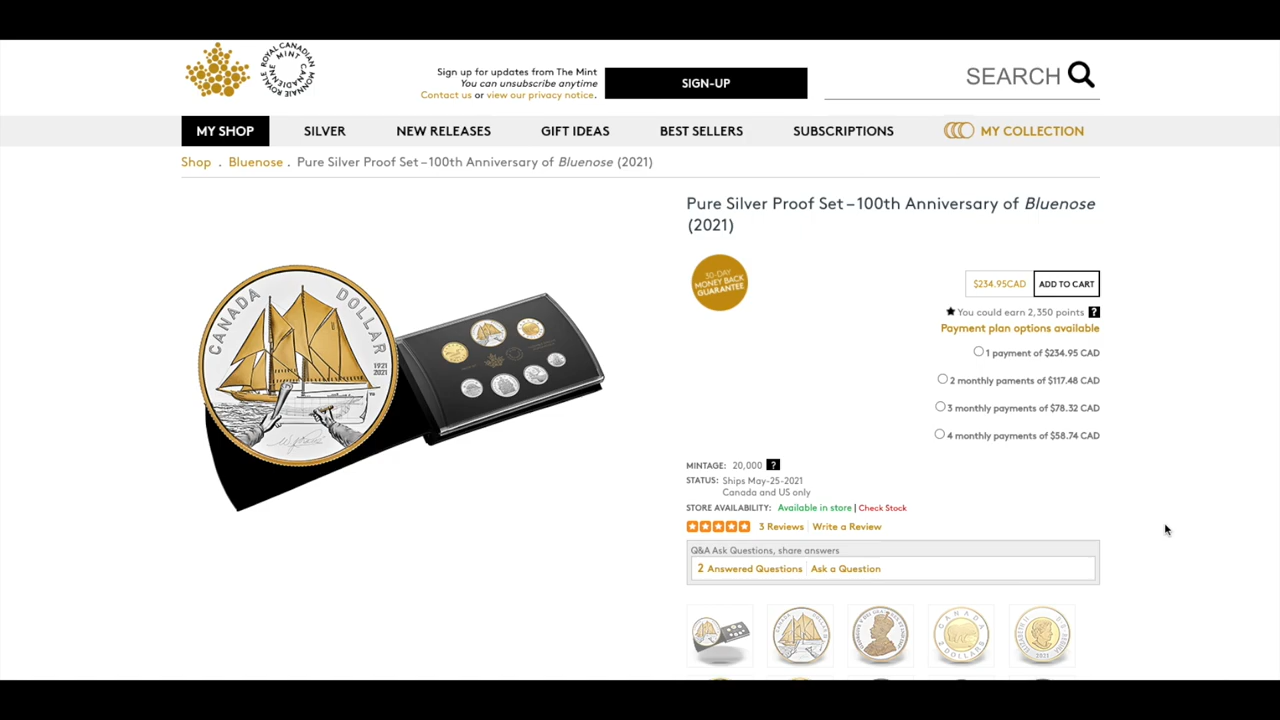 ROYAL CANADIAN MINT
MONNAIE ROYALE CANADIENNE
Sign up for updates from The Mint
You can unsubscribe anytime
Contact us or view our privacy notice.
SIGN-UP
SEARCH
MY SHOP
SILVER
NEW RELEASES
GIFT IDEAS
BEST SELLERS
SUBSCRIPTIONS
MY COLLECTION
Shop . Bluenose . Pure Silver Proof Set – 100th Anniversary of Bluenose (2021)
Pure Silver Proof Set – 100th Anniversary of Bluenose
(2021)
CANADA DOLLAR
1921
2021
30-DAY
MONEY BACK
GUARANTEE
$234.95CAD
ADD TO CART
You could earn 2,350 points ?
Payment plan options available
1 payment of $234.95 CAD
2 monthly paments of $117.48 CAD
3 monthly payments of $78.32 CAD
4 monthly payments of $58.74 CAD
MINTAGE: 20,000 ?
STATUS: Ships May-25-2021
Canada and US only
STORE AVAILABILITY: Available in store | Check Stock
3 Reviews | Write a Review
Q&A Ask Questions, share answers
2 Answered Questions | Ask a Question
CANADA
2 DOLLARS